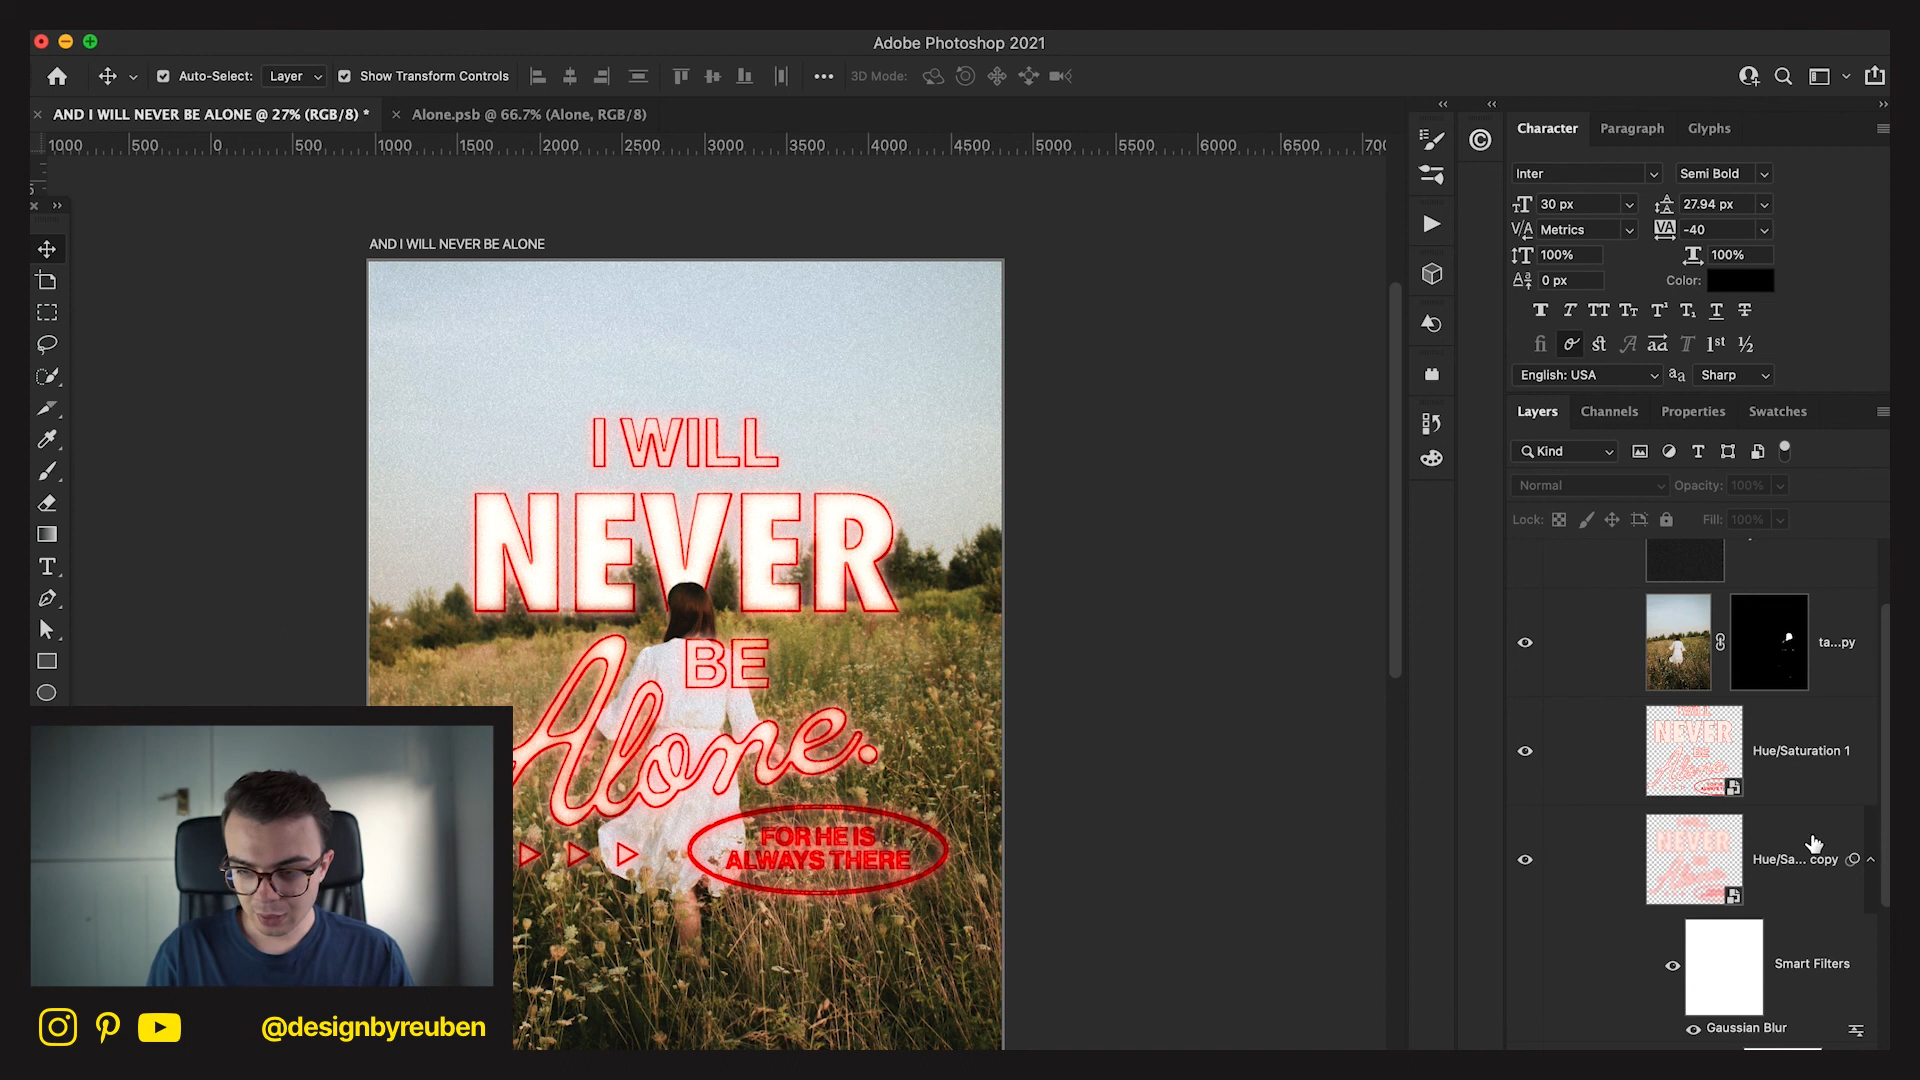 Adobe Photoshop 2021
Auto-Select: Layer Show Transform Controls 3D Mode:
AND I WILL NEVER BE ALONE @ 27% (RGB/8) * Alone.psb @ 66.7% (Alone, RGB/8)
1000 500 0 500 1000 1500 2000 2500 3000 3500 4000 4500 5000 5500 6000 6500 700
5
AND I WILL NEVER BE ALONE
I WILL
NEVER
BE
Alone.
FOR HE IS
ALWAYS THERE
@designbyreuben
Character Paragraph Glyphs
Inter Semi Bold
30 px 27.94 px
Metrics -40
100% 100%
0 px Color:
English: USA Sharp
Layers Channels Properties Swatches
Kind
Normal Opacity: 100%
Lock: Fill: 100%
ta...py
Hue/Saturation 1
Hue/Sa... copy
Smart Filters
Gaussian Blur